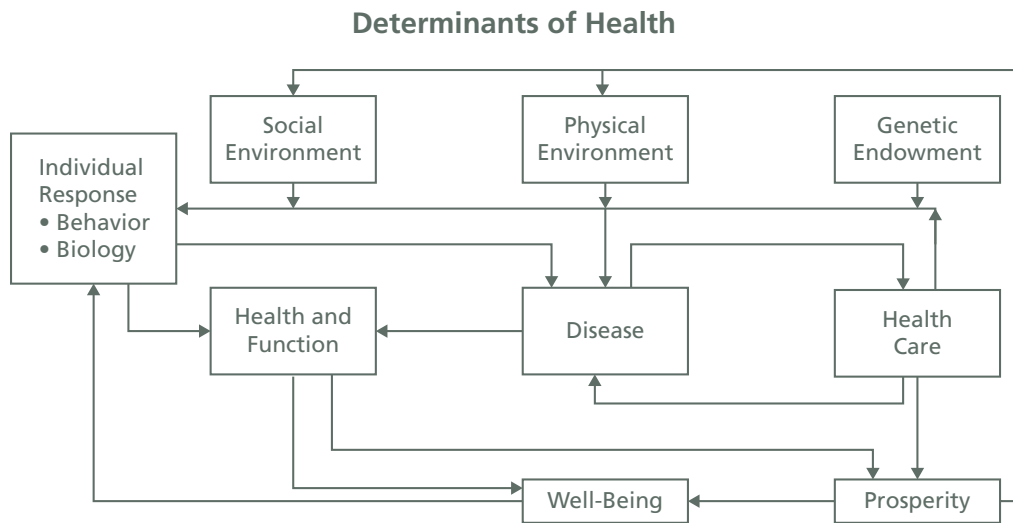 Determinants of Health
Social
Environment
Physical
Environment
Genetic
Endowment
Individual
Response
• Behavior
• Biology
Health and
Function
Disease
Health
Care
Well-Being
Prosperity